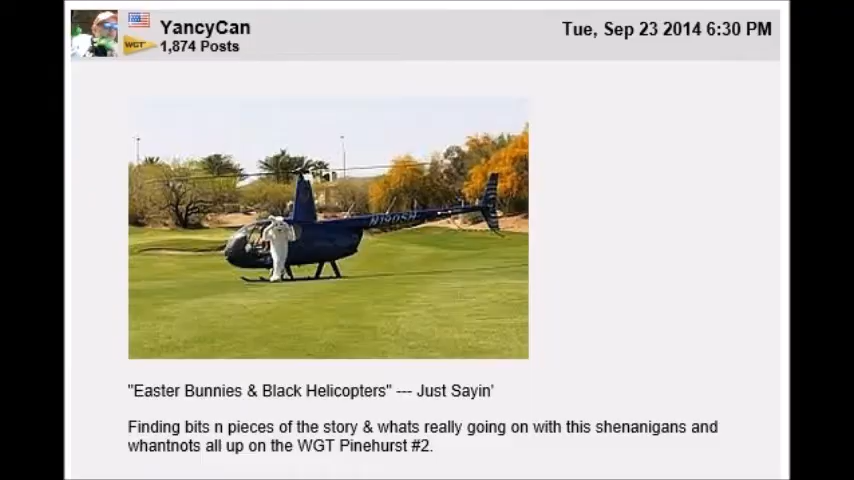 YancyCan
Tue, Sep 23 2014 6:30 PM
WGT
1,874 Posts
"Easter Bunnies & Black Helicopters" --- Just Sayin'
Finding bits n pieces of the story & whats really going on with this shenanigans and
whantnots all up on the WGT Pinehurst #2.